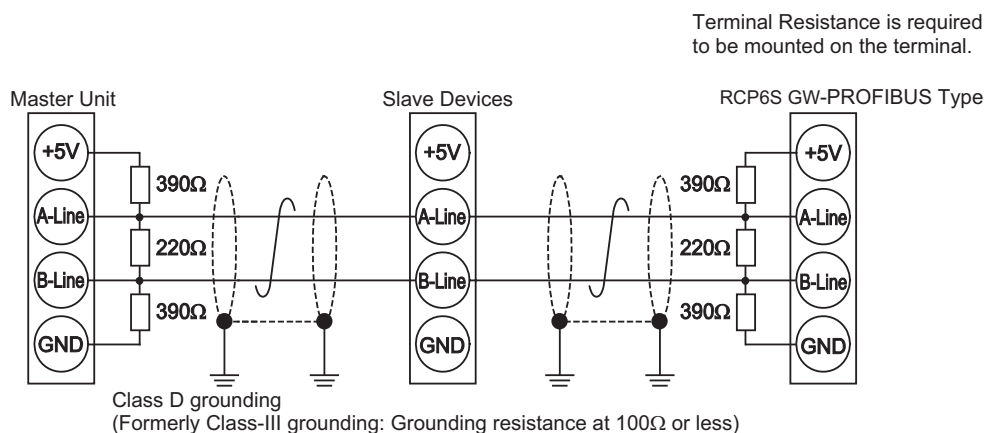 Terminal Resistance is required
to be mounted on the terminal.
Master Unit
Slave Devices
RCP6S GW-PROFIBUS Type
+5V
+5V
+5V
390Ω
390Ω
A-Line
A-Line
A-Line
220Ω
220Ω
B-Line
B-Line
B-Line
390Ω
390Ω
GND
GND
GND
Class D grounding
(Formerly Class-III grounding: Grounding resistance at 100Ω or less)